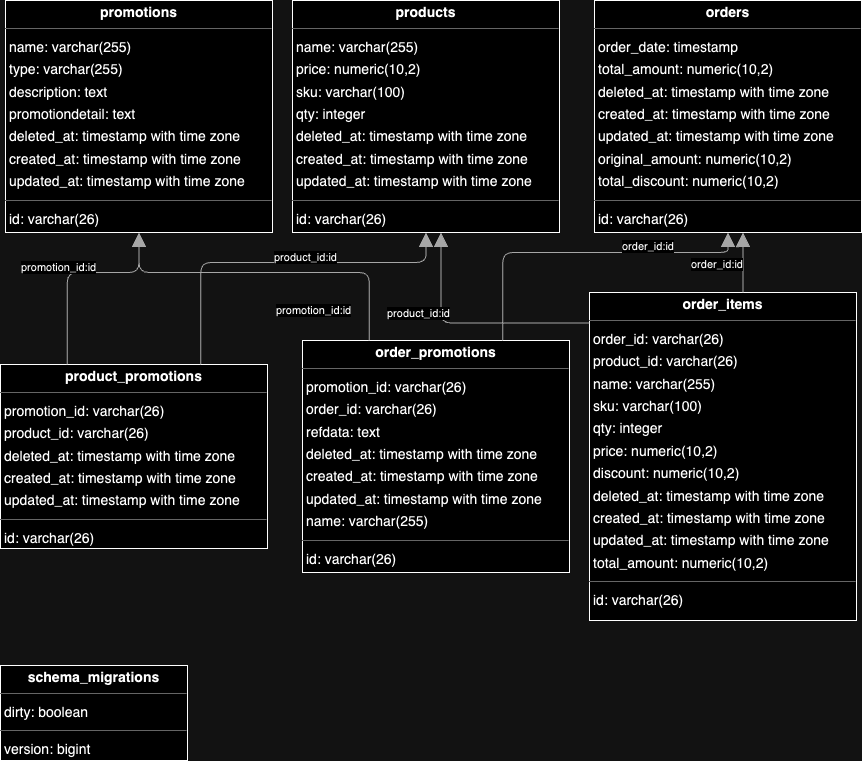 promotions
name: varchar(255)
type: varchar(255)
description: text
promotiondetail: text
deleted_at: timestamp with time zone
created_at: timestamp with time zone
updated_at: timestamp with time zone
id: varchar(26)
products
name: varchar(255)
price: numeric(10,2)
sku: varchar(100)
qty: integer
deleted_at: timestamp with time zone
created_at: timestamp with time zone
updated_at: timestamp with time zone
id: varchar(26)
orders
order_date: timestamp
total_amount: numeric(10,2)
deleted_at: timestamp with time zone
created_at: timestamp with time zone
updated_at: timestamp with time zone
original_amount: numeric(10,2)
total_discount: numeric(10,2)
id: varchar(26)
promotion_id:id
product_id:id
order_id:id
order_id:id
promotion_id:id
product_id:id
product_promotions
promotion_id: varchar(26)
product_id: varchar(26)
deleted_at: timestamp with time zone
created_at: timestamp with time zone
updated_at: timestamp with time zone
id: varchar(26)
order_promotions
promotion_id: varchar(26)
order_id: varchar(26)
refdata: text
deleted_at: timestamp with time zone
created_at: timestamp with time zone
updated_at: timestamp with time zone
name: varchar(255)
id: varchar(26)
order_items
order_id: varchar(26)
product_id: varchar(26)
name: varchar(255)
sku: varchar(100)
qty: integer
price: numeric(10,2)
discount: numeric(10,2)
deleted_at: timestamp with time zone
created_at: timestamp with time zone
updated_at: timestamp with time zone
total_amount: numeric(10,2)
id: varchar(26)
schema_migrations
dirty: boolean
version: bigint